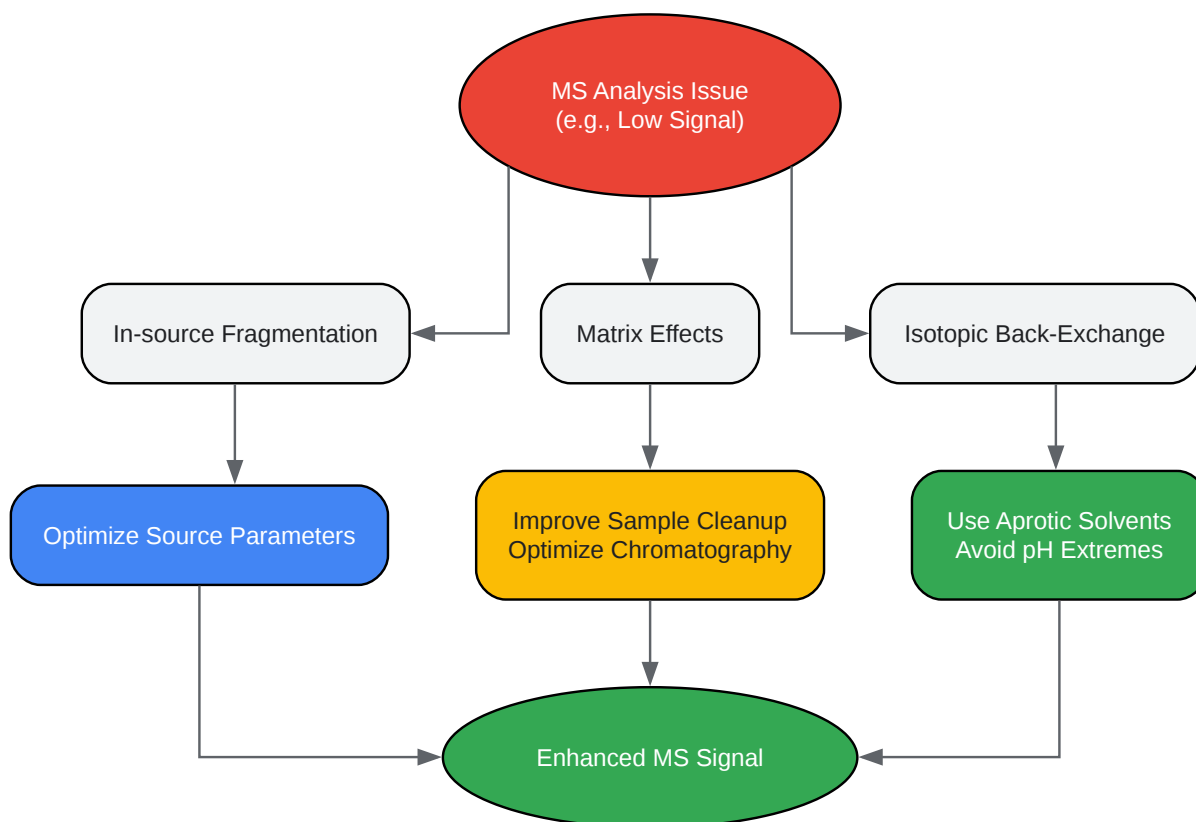 MS Analysis Issue
(e.g., Low Signal)
In-source Fragmentation
Matrix Effects
Isotopic Back-Exchange
Optimize Source Parameters
Improve Sample Cleanup
Optimize Chromatography
Use Aprotic Solvents
Avoid pH Extremes
Enhanced MS Signal